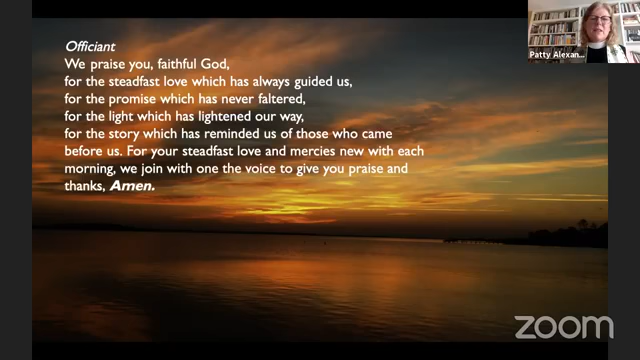 Officiant
We praise you, faithful God,
for the steadfast love which has always guided us,
for the promise which has never faltered,
for the light which has lightened our way,
for the story which has reminded us of those who came
before us. For your steadfast love and mercies new with each
morning, we join with one the voice to give you praise and
thanks, Amen.
Patty Alexan...
zoom